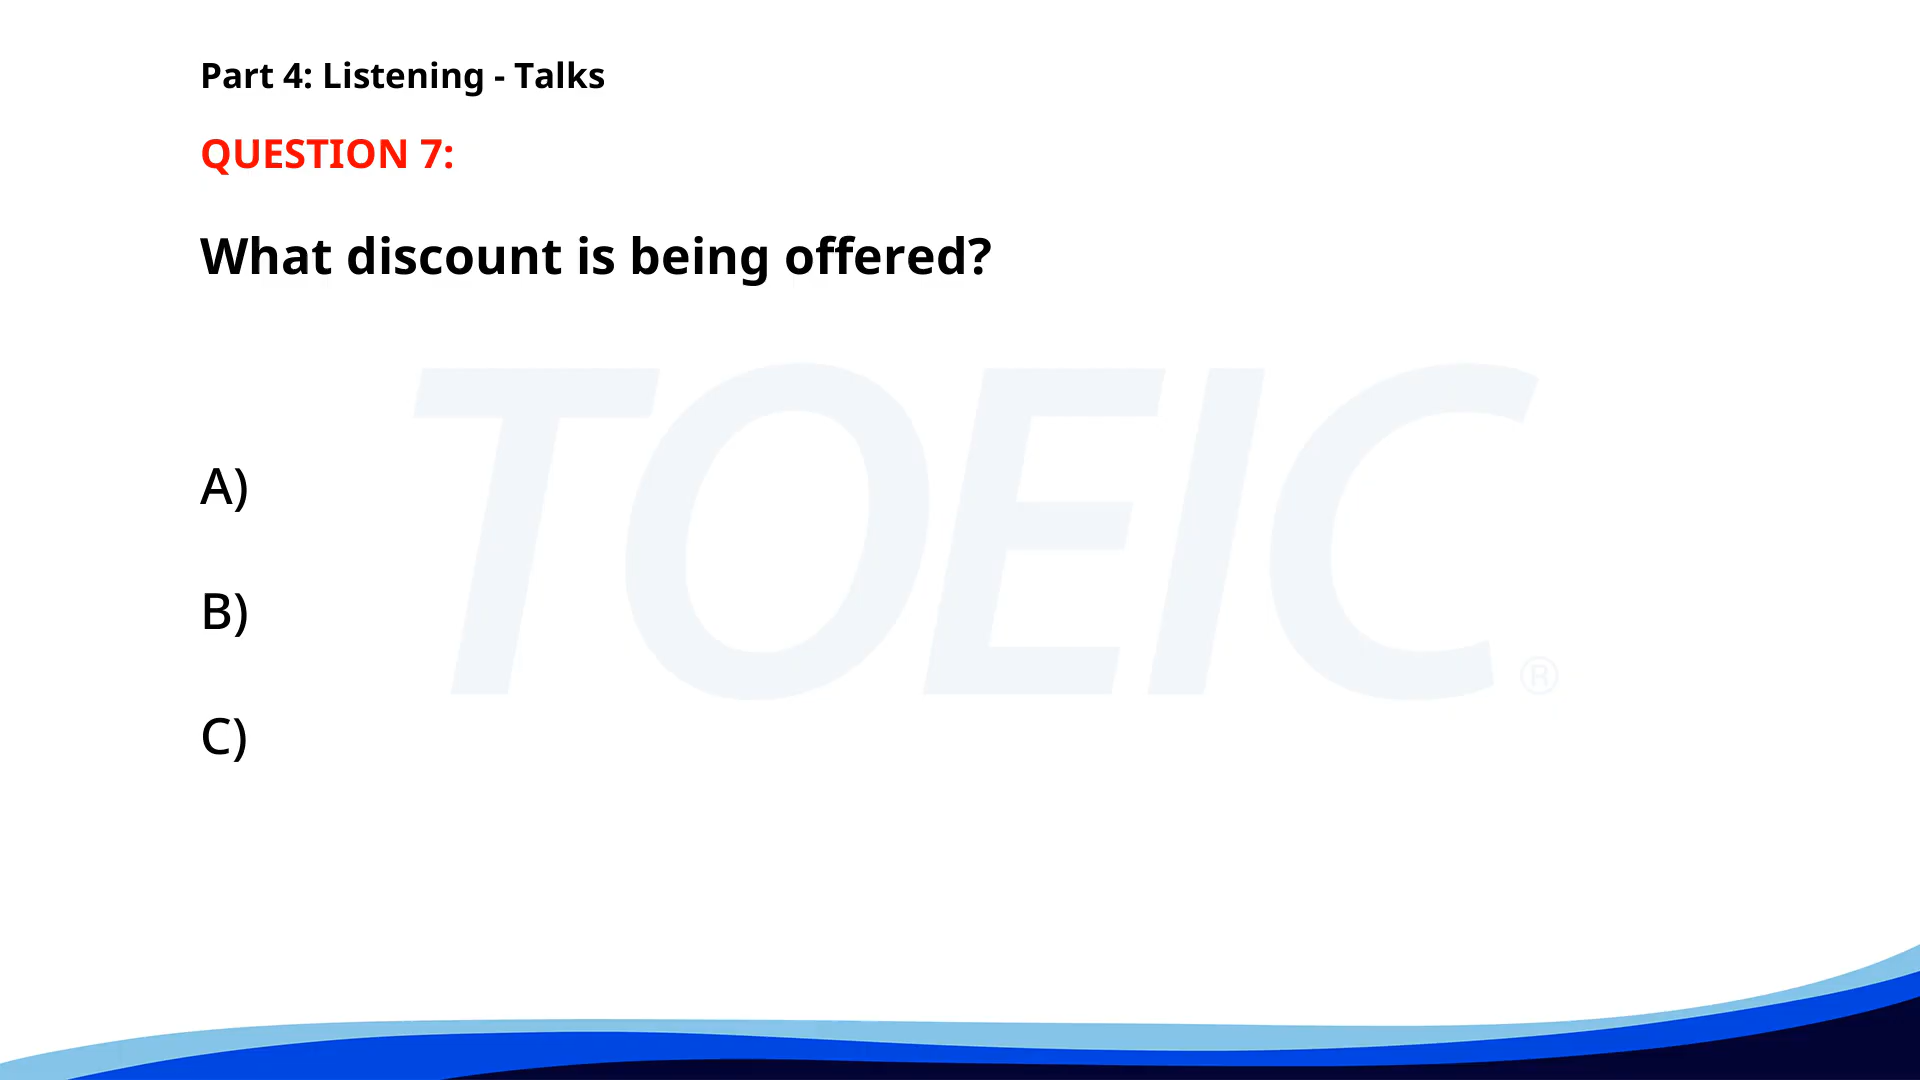 Part 4: Listening - Talks
QUESTION 7:
What discount is being offered?
TOEIC®
A)
B)
C)